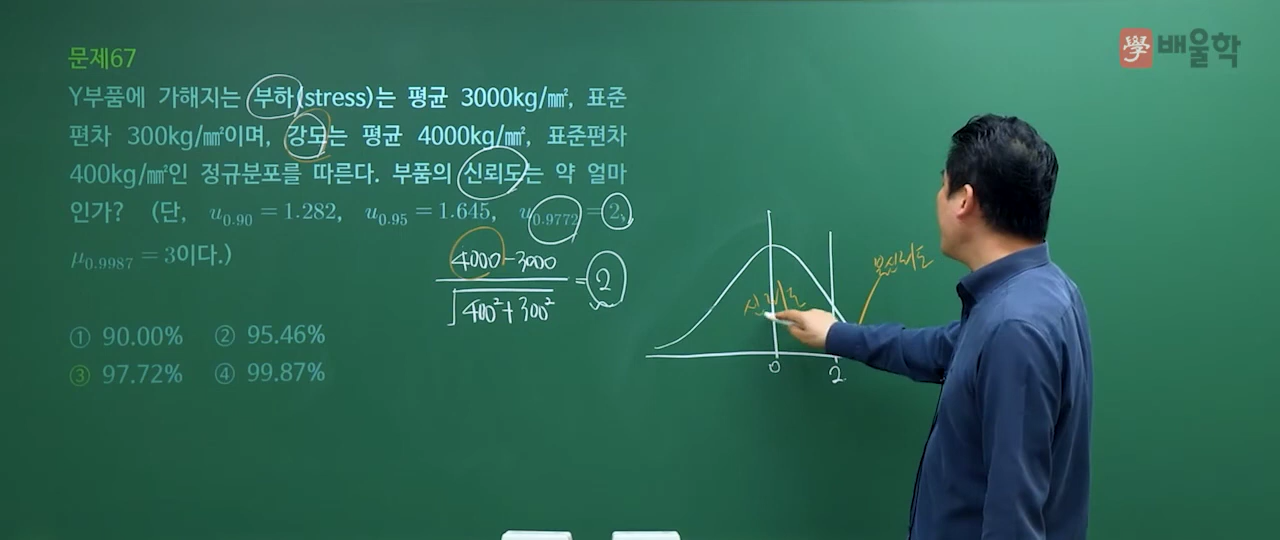 學 배울학
문제67
Y부품에 가해지는 부하(stress)는 평균 3000kg/㎟, 표준
편차 300kg/㎟이며, 강도는 평균 4000kg/㎟, 표준편차
400kg/㎟인 정규분포를 따른다. 부품의 신뢰도는 약 얼마
인가? (단, u₀.₉₀ = 1.282, u₀.₉₅ = 1.645, u₀.₉₇₇₂ = 2,
μ₀.₉₉₈₇ = 3이다.)
4000-3000
√400²+300²
= 2
① 90.00% ② 95.46%
③ 97.72% ④ 99.87%
불신뢰도
신뢰도
0 2